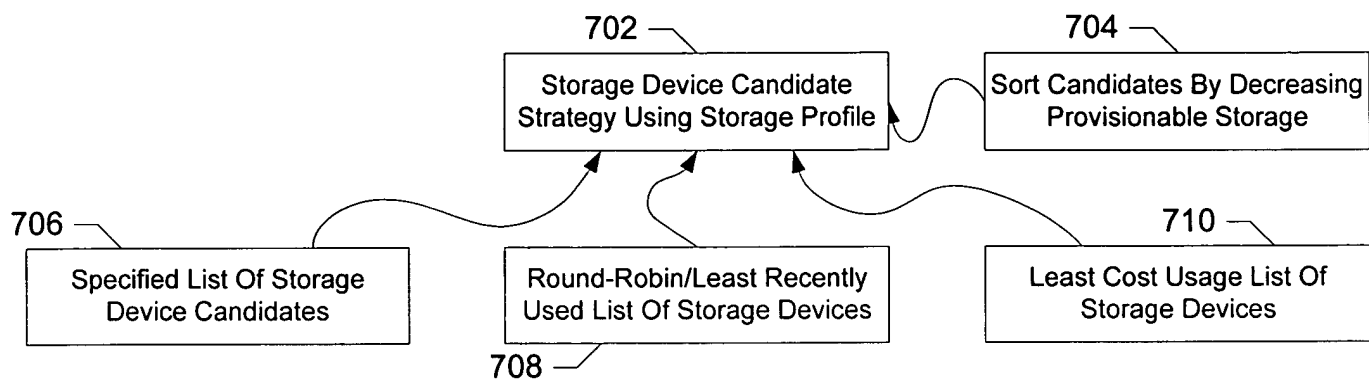 702
Storage Device Candidate
Strategy Using Storage Profile
704
Sort Candidates By Decreasing
Provisionable Storage
706
Specified List Of Storage
Device Candidates
Round-Robin/Least Recently
Used List Of Storage Devices
708
710
Least Cost Usage List Of
Storage Devices